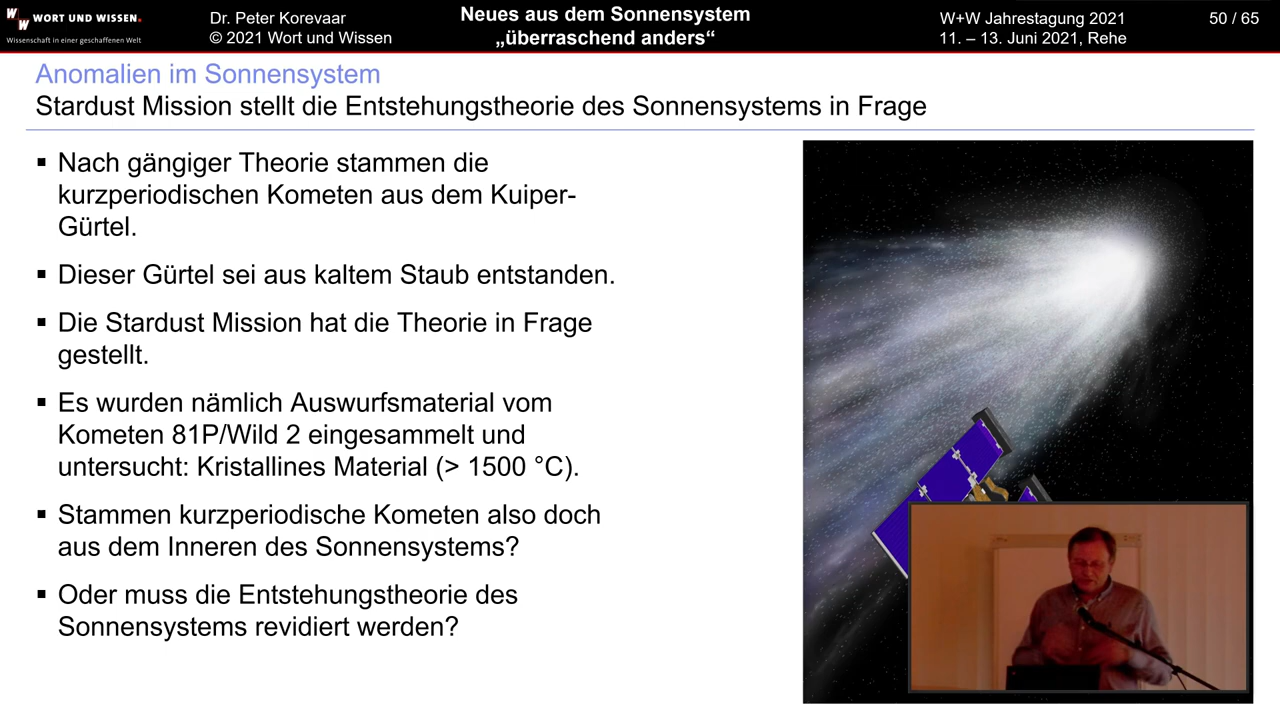 W W WORT UND WISSEN.
Wissenschaft in einer geschaffenen Welt
Dr. Peter Korevaar
© 2021 Wort und Wissen
Neues aus dem Sonnensystem
„überraschend anders“
W+W Jahrestagung 2021
11. – 13. Juni 2021, Rehe
50 / 65
Anomalien im Sonnensystem
Stardust Mission stellt die Entstehungstheorie des Sonnensystems in Frage
▪ Nach gängiger Theorie stammen die
kurzperiodischen Kometen aus dem Kuiper-
Gürtel.
▪ Dieser Gürtel sei aus kaltem Staub entstanden.
▪ Die Stardust Mission hat die Theorie in Frage
gestellt.
▪ Es wurden nämlich Auswurfsmaterial vom
Kometen 81P/Wild 2 eingesammelt und
untersucht: Kristallines Material (> 1500 °C).
▪ Stammen kurzperiodische Kometen also doch
aus dem Inneren des Sonnensystems?
▪ Oder muss die Entstehungstheorie des
Sonnensystems revidiert werden?